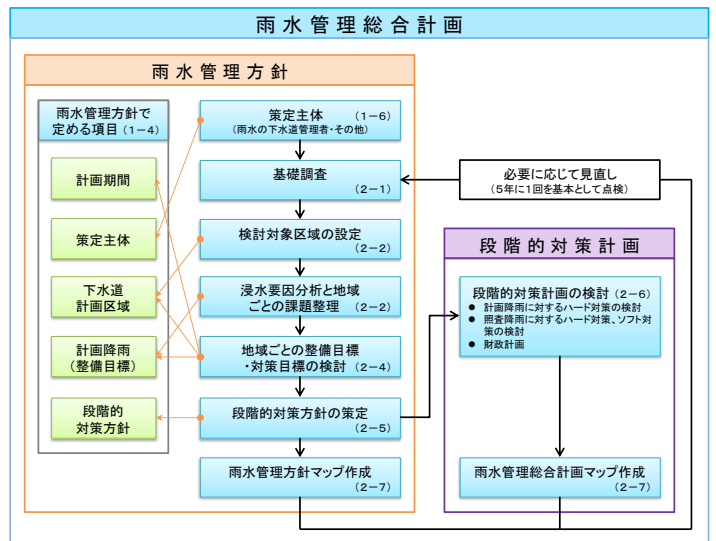 雨水管理総合計画
雨水管理方針
雨水管理方針で
定める項目（1－4）
計画期間
策定主体
下水道
計画区域
計画降雨
（整備目標）
段階的
対策方針
策定主体（1－6）
（雨水の下水道管理者・その他）
基礎調査
（2－1）
検討対象区域の設定
（2－2）
浸水要因分析と地域
ごとの課題整理
（2－2）
地域ごとの整備目標
・対策目標の検討
（2－4）
段階的対策方針の策定
（2－5）
雨水管理方針マップ作成
（2－7）
必要に応じて見直し
（5年に1回を基本として点検）
段階的対策計画
段階的対策計画の検討（2－6）
● 計画降雨に対するハード対策の検討
● 照査降雨に対するハード対策、ソフト対
策の検討
● 財政計画
雨水管理総合計画マップ作成
（2－7）